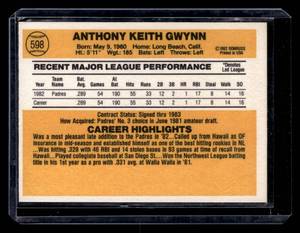 598
ANTHONY KEITH GWYNN
Born: May 9, 1960 Home: Long Beach, Calif.
Ht.: 5'11" Wgt.: 185 Bats: Left Throws: Left
©1982 DONRUSS
PRINTED IN USA
RECENT MAJOR LEAGUE PERFORMANCE
*Denotes
Led League
Year Team Name Bat. Avg. Games At Bat Hits 2B 3B HR RBI Steal Walk SO
1982 Padres .289 54 190 55 12 2 1 17 8 14 16
Career .289 54 190 55 12 2 1 17 8 14 16
Contract Status: Signed thru 1983
How Acquired: Padres' No. 3 choice in June 1981 amateur draft.
CAREER HIGHLIGHTS
Was a most pleasant late addition to the Padres in '82...Called up from Hawaii as OF
insurance in mid-season and established himself as one of the best hitting rookies in NL
...Was hitting .328 with 46 RBI and 14 stolen bases in 93 games at time of recall from
Hawaii...Played collegiate baseball at San Diego St....Won the Northwest League batting
title in his 1st year as pro with a .331 avg. at Walla Walla in '81.